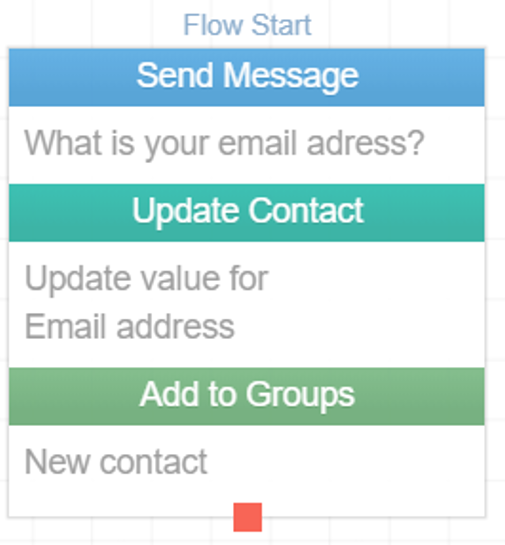 Flow Start
Send Message
What is your email adress?
Update Contact
Update value for
Email address
Add to Groups
New contact